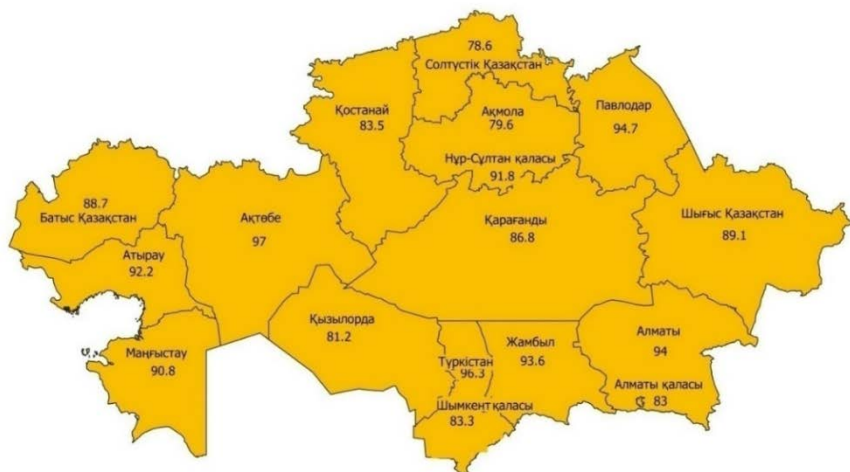 78.6
Солтүстік Қазақстан
Қостанай
83.5
Ақмола
79.6
Павлодар
94.7
Нұр-Сұлтан қаласы
91.8
88.7
Батыс Қазақстан
Ақтөбе
97
Қарағанды
86.8
Шығыс Қазақстан
89.1
Атырау
92.2
Қызылорда
81.2
Маңғыстау
90.8
Түркістан
96.3
Жамбыл
93.6
Алматы
94
Алматы қаласы
83
Шымкент қаласы
83.3